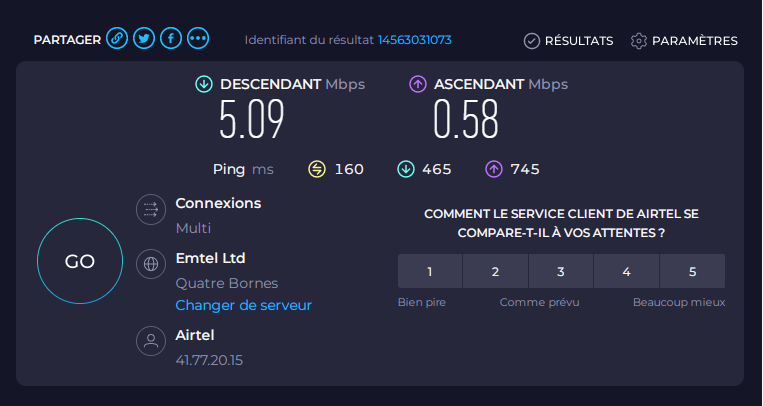 PARTAGER
Identifiant du résultat 14563031073
RÉSULTATS
PARAMÈTRES
DESCENDANT Mbps
5.09
ASCENDANT Mbps
0.58
Ping ms
160
465
745
GO
Connexions
Multi
Emtel Ltd
Quatre Bornes
Changer de serveur
Airtel
41.77.20.15
COMMENT LE SERVICE CLIENT DE AIRTEL SE
COMPARE-T-IL À VOS ATTENTES ?
1 2 3 4 5
Bien pire Comme prévu Beaucoup mieux